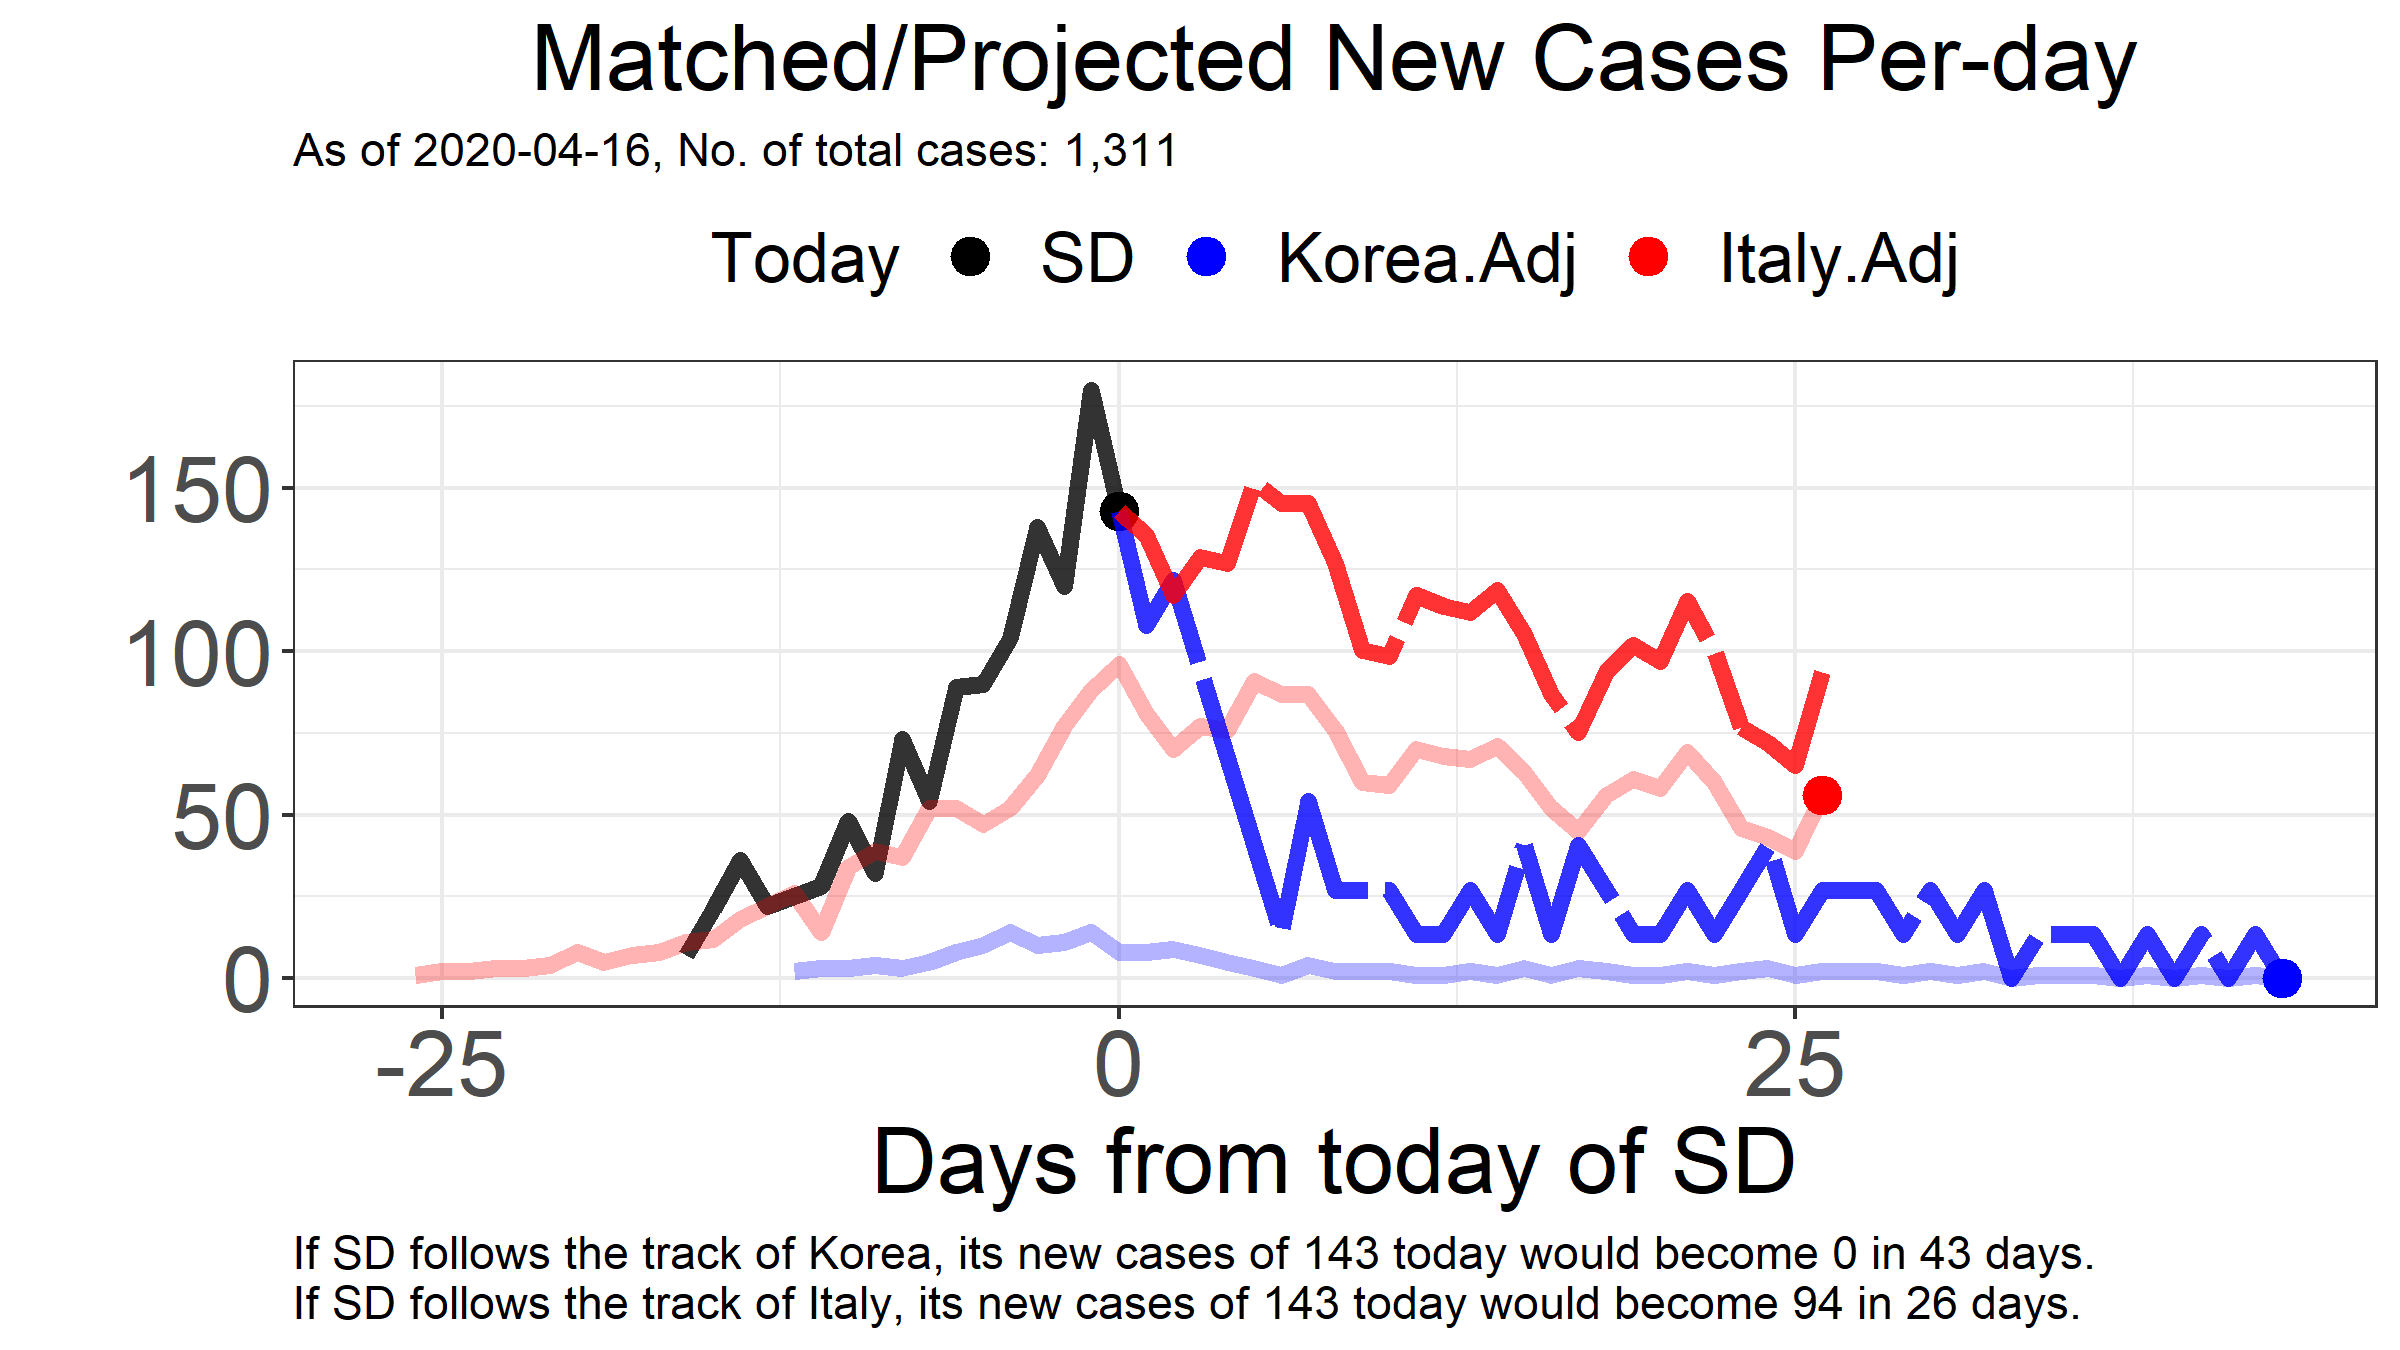 Matched/Projected New Cases Per-day
As of 2020-04-16, No. of total cases: 1,311
Today SD Korea.Adj Italy.Adj
150
100
50
0
-25 0 25
Days from today of SD
If SD follows the track of Korea, its new cases of 143 today would become 0 in 43 days.
If SD follows the track of Italy, its new cases of 143 today would become 94 in 26 days.